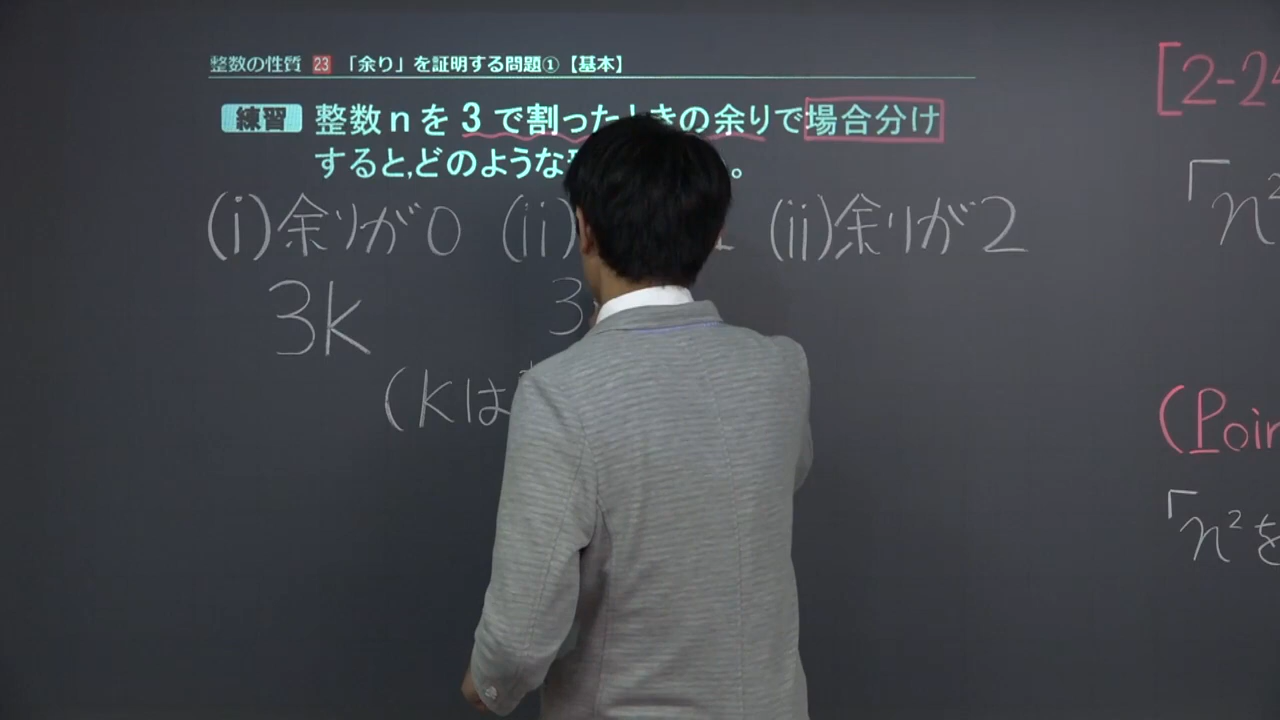 整数の性質 23 「余り」を証明する問題①【基本】
練習 整数nを3で割ったときの余りで場合分け
すると,どのような 。
(i)余りが0 (ii) (ii)余りが2
3k 3
(kは
[2-2
「n²
(Poin
「n²を